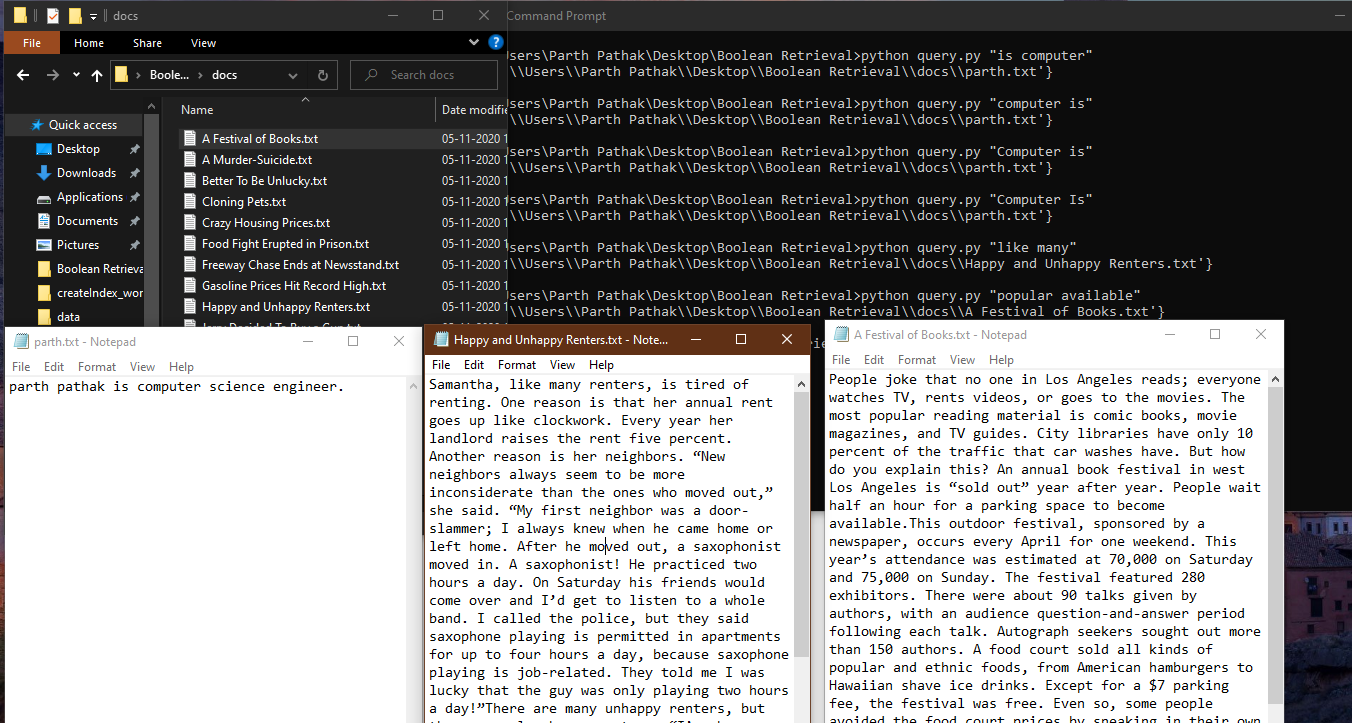 docs
File Home Share View
Boole... docs
Search docs
Quick access
Desktop
Downloads
Applications
Documents
Pictures
Boolean Retrieva
createIndex_wor
data
Name Date modifie
A Festival of Books.txt 05-11-2020 1
A Murder-Suicide.txt 05-11-2020 1
Better To Be Unlucky.txt 05-11-2020 1
Cloning Pets.txt 05-11-2020 1
Crazy Housing Prices.txt 05-11-2020 1
Food Fight Erupted in Prison.txt 05-11-2020 1
Freeway Chase Ends at Newsstand.txt 05-11-2020 1
Gasoline Prices Hit Record High.txt 05-11-2020 1
Happy and Unhappy Renters.txt 05-11-2020 1
Command Prompt
sers\Parth Pathak\Desktop\Boolean Retrieval>python query.py "is computer"
\\Users\\Parth Pathak\\Desktop\\Boolean Retrieval\\docs\\parth.txt'}
sers\Parth Pathak\Desktop\Boolean Retrieval>python query.py "computer is"
\\Users\\Parth Pathak\\Desktop\\Boolean Retrieval\\docs\\parth.txt'}
sers\Parth Pathak\Desktop\Boolean Retrieval>python query.py "Computer is"
\\Users\\Parth Pathak\\Desktop\\Boolean Retrieval\\docs\\parth.txt'}
sers\Parth Pathak\Desktop\Boolean Retrieval>python query.py "Computer Is"
\\Users\\Parth Pathak\\Desktop\\Boolean Retrieval\\docs\\parth.txt'}
sers\Parth Pathak\Desktop\Boolean Retrieval>python query.py "like many"
\\Users\\Parth Pathak\\Desktop\\Boolean Retrieval\\docs\\Happy and Unhappy Renters.txt'}
sers\Parth Pathak\Desktop\Boolean Retrieval>python query.py "popular available"
\\Users\\Parth Pathak\\Desktop\\Boolean Retrieval\\docs\\A Festival of Books.txt'}
parth.txt - Notepad
File Edit Format View Help
parth pathak is computer science engineer.
Happy and Unhappy Renters.txt - Note...
File Edit Format View Help
Samantha, like many renters, is tired of
renting. One reason is that her annual rent
goes up like clockwork. Every year her
landlord raises the rent five percent.
Another reason is her neighbors. “New
neighbors always seem to be more
inconsiderate than the ones who moved out,”
she said. “My first neighbor was a door-
slammer; I always knew when he came home or
left home. After he moved out, a saxophonist
moved in. A saxophonist! He practiced two
hours a day. On Saturday his friends would
come over and I’d get to listen to a whole
band. I called the police, but they said
saxophone playing is permitted in apartments
for up to four hours a day, because saxophone
playing is job-related. They told me I was
lucky that the guy was only playing two hours
a day!”There are many unhappy renters, but
A Festival of Books.txt - Notepad
File Edit Format View Help
People joke that no one in Los Angeles reads; everyone
watches TV, rents videos, or goes to the movies. The
most popular reading material is comic books, movie
magazines, and TV guides. City libraries have only 10
percent of the traffic that car washes have. But how
do you explain this? An annual book festival in west
Los Angeles is “sold out” year after year. People wait
half an hour for a parking space to become
available.This outdoor festival, sponsored by a
newspaper, occurs every April for one weekend. This
year’s attendance was estimated at 70,000 on Saturday
and 75,000 on Sunday. The festival featured 280
exhibitors. There were about 90 talks given by
authors, with an audience question-and-answer period
following each talk. Autograph seekers sought out more
than 150 authors. A food court sold all kinds of
popular and ethnic foods, from American hamburgers to
Hawaiian shave ice drinks. Except for a $7 parking
fee, the festival was free. Even so, some people
avoided the food court prices by sneaking in their own